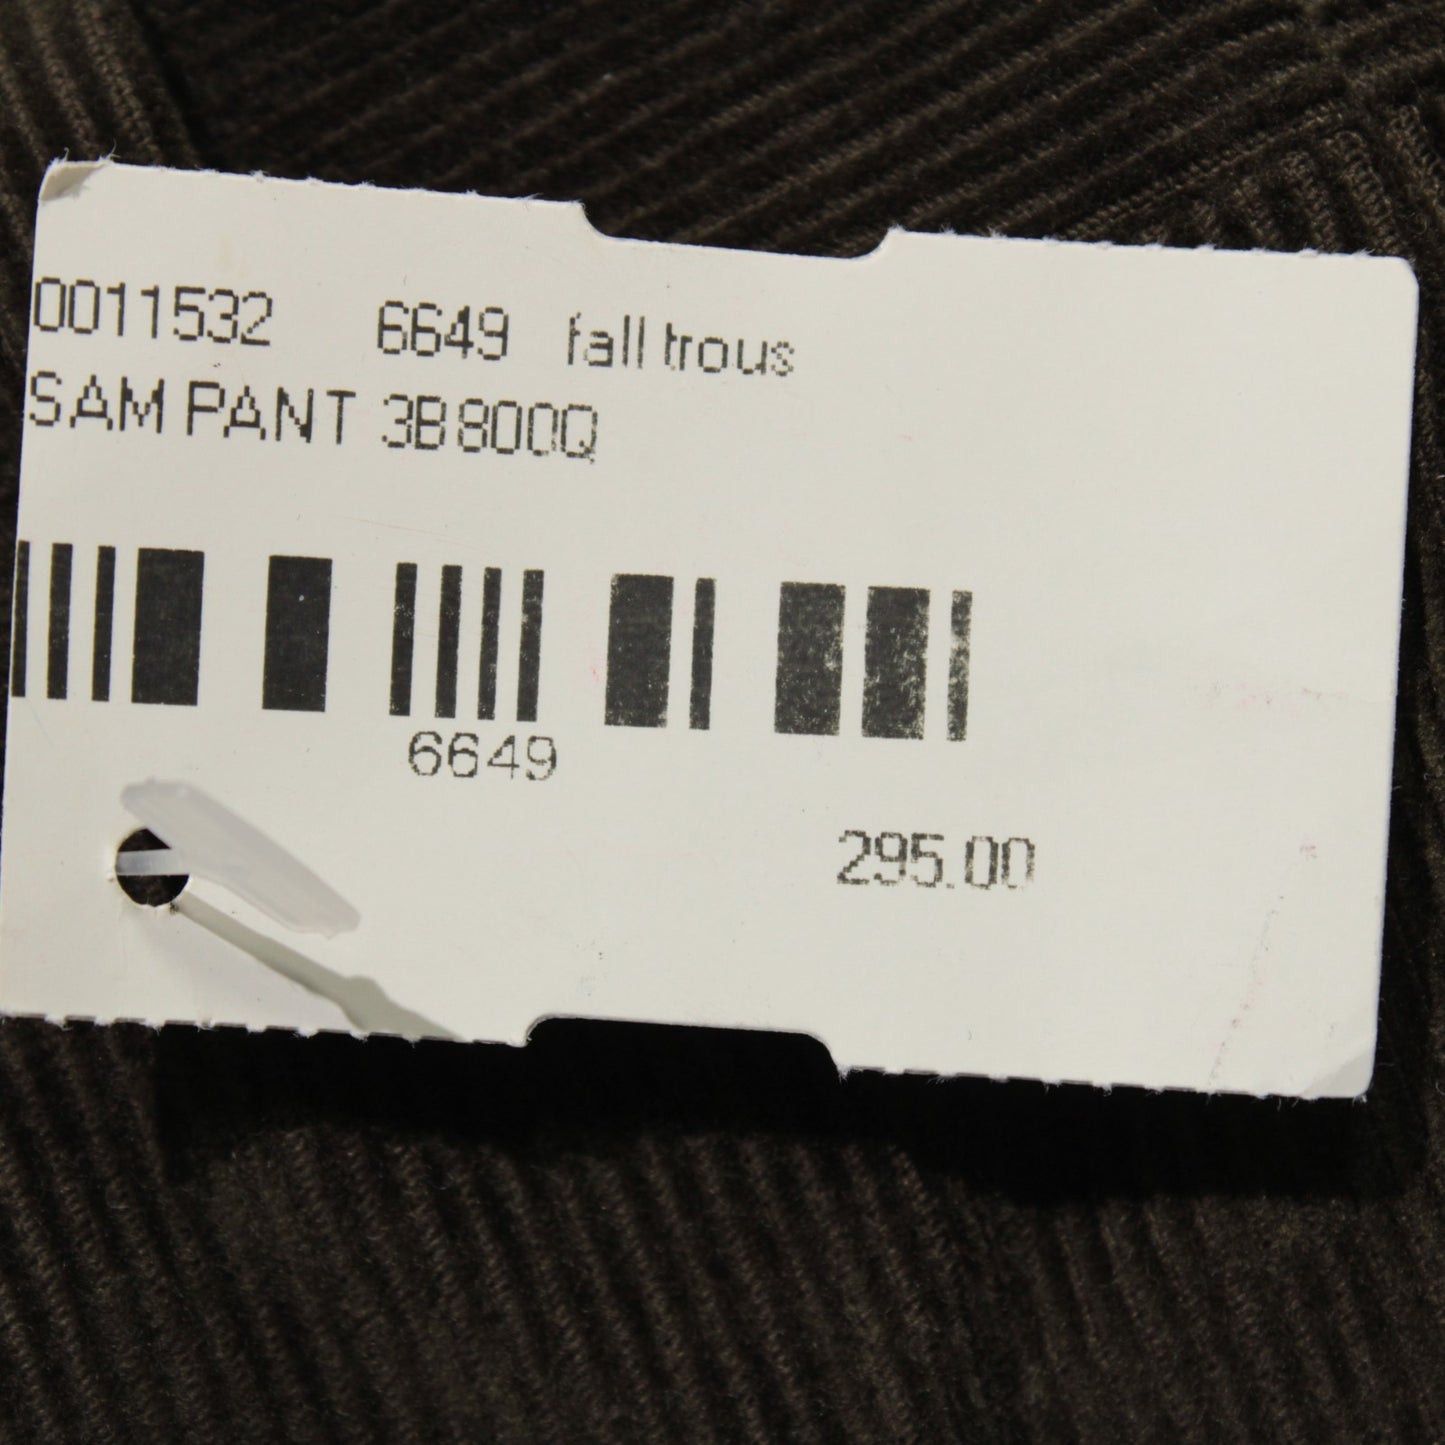 0011532 6649 fall trous
SAM PANT 3B800Q
6649
295.00